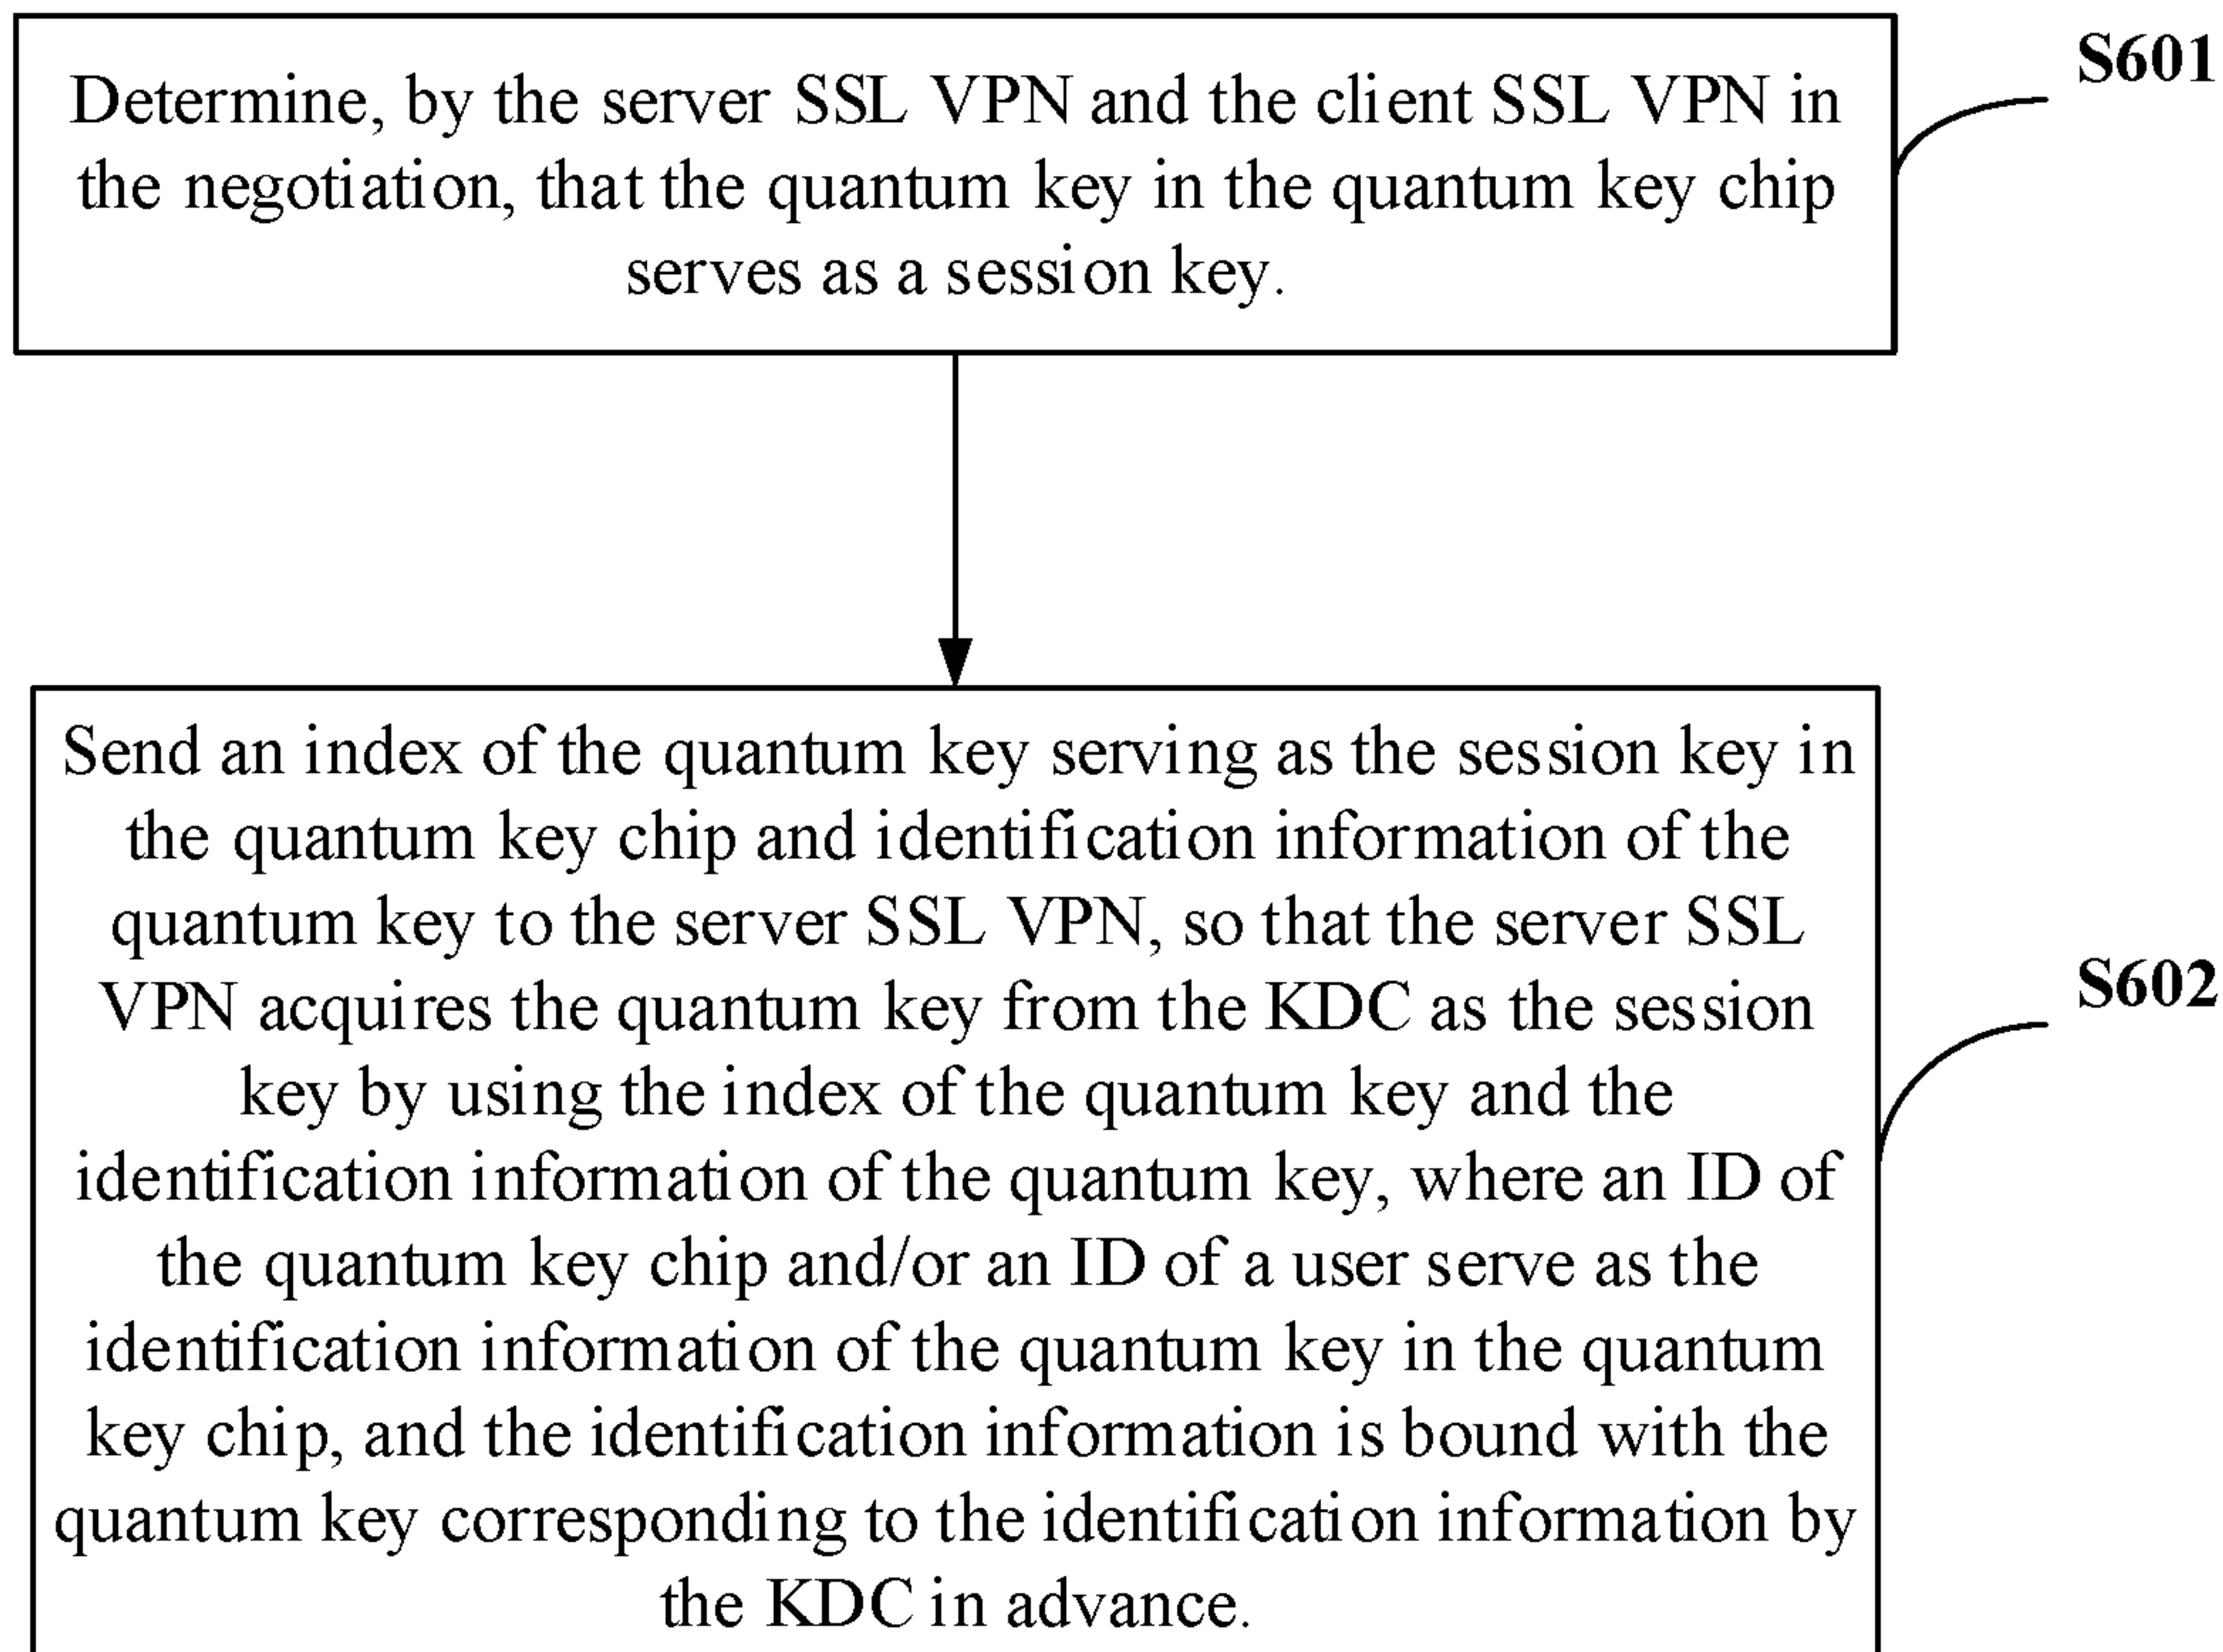 S601
Determine, by the server SSL VPN and the client SSL VPN in
the negotiation, that the quantum key in the quantum key chip
serves as a session key.
Send an index of the quantum key serving as the session key in
the quantum key chip and identification information of the
quantum key to the server SSL VPN, so that the server SSL
VPN acquires the quantum key from the KDC as the session
key by using the index of the quantum key and the
identification information of the quantum key, where an ID of
the quantum key chip and/or an ID of a user serve as the
identification information of the quantum key in the quantum
key chip, and the identification information is bound with the
quantum key corresponding to the identification information by
the KDC in advance.
S602